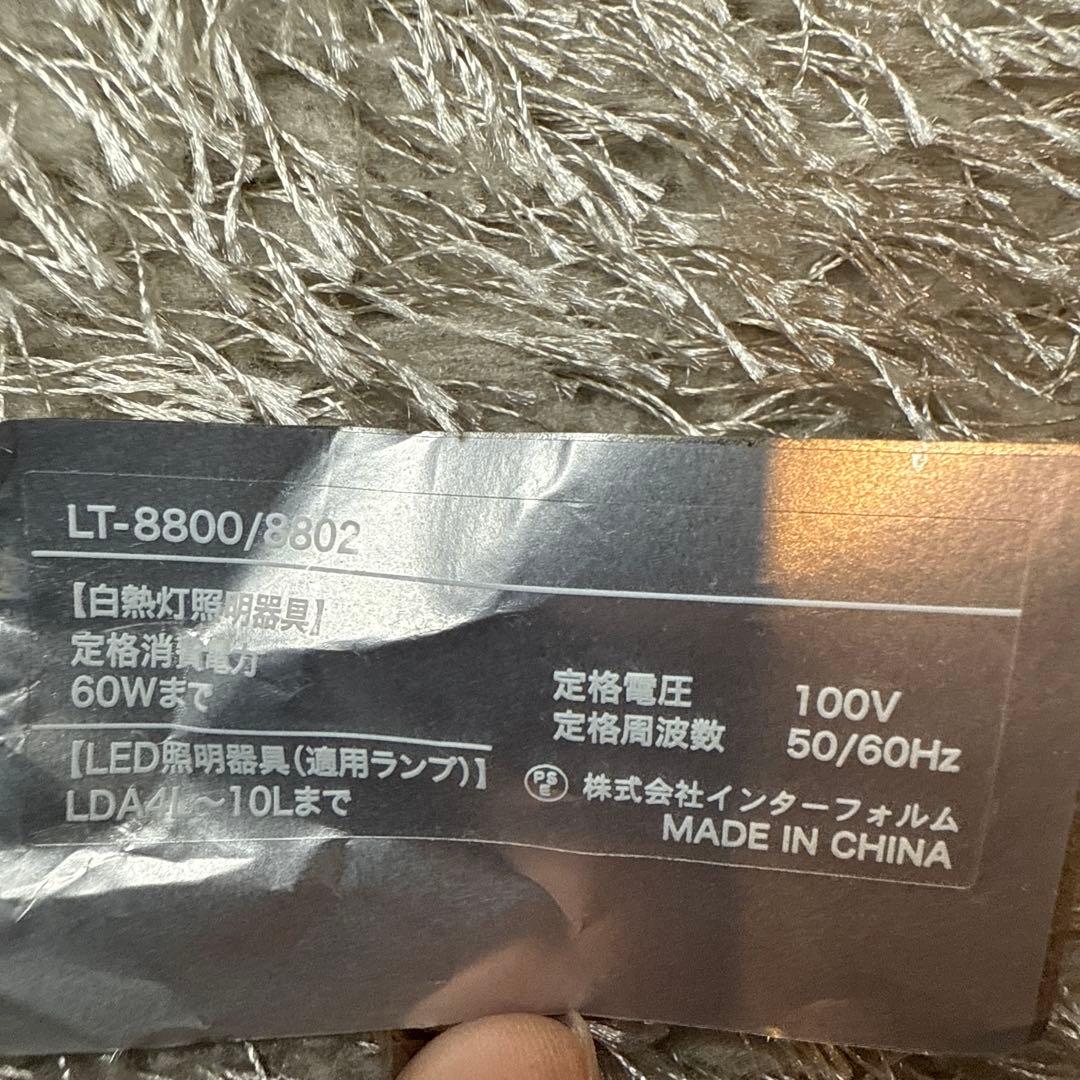 LT-8800/8802
【白熱灯照明器具】
定格消費電力
60Wまで
【LED照明器具(適用ランプ)】
LDA4L〜10Lまで
定格電圧 100V
定格周波数 50/60Hz
PSE 株式会社インターフォルム
MADE IN CHINA